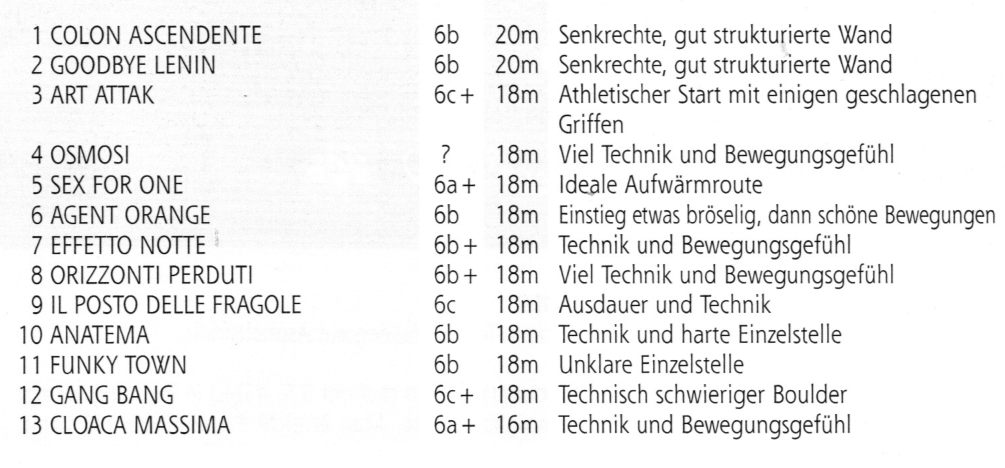 1 COLON ASCENDENTE 6b 20m Senkrechte, gut strukturierte Wand
2 GOODBYE LENIN 6b 20m Senkrechte, gut strukturierte Wand
3 ART ATTAK 6c+ 18m Athletischer Start mit einigen geschlagenen
Griffen
4 OSMOSI ? 18m Viel Technik und Bewegungsgefühl
5 SEX FOR ONE 6a+ 18m Ideale Aufwärmroute
6 AGENT ORANGE 6b 18m Einstieg etwas bröselig, dann schöne Bewegungen
7 EFFETTO NOTTE 6b+ 18m Technik und Bewegungsgefühl
8 ORIZZONTI PERDUTI 6b+ 18m Viel Technik und Bewegungsgefühl
9 IL POSTO DELLE FRAGOLE 6c 18m Ausdauer und Technik
10 ANATEMA 6b 18m Technik und harte Einzelstelle
11 FUNKY TOWN 6b 18m Unklare Einzelstelle
12 GANG BANG 6c+ 18m Technisch schwieriger Boulder
13 CLOACA MASSIMA 6a+ 16m Technik und Bewegungsgefühl